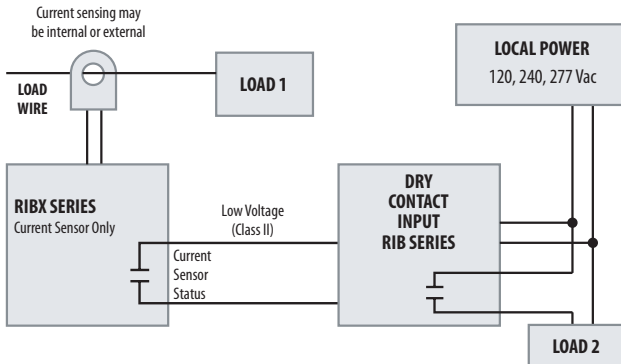 Current sensing may
be internal or external
LOAD
WIRE
LOAD 1
LOCAL POWER
120, 240, 277 Vac
RIBX SERIES
Current Sensor Only
Low Voltage
(Class II)
Current
Sensor
Status
DRY
CONTACT
INPUT
RIB SERIES
LOAD 2